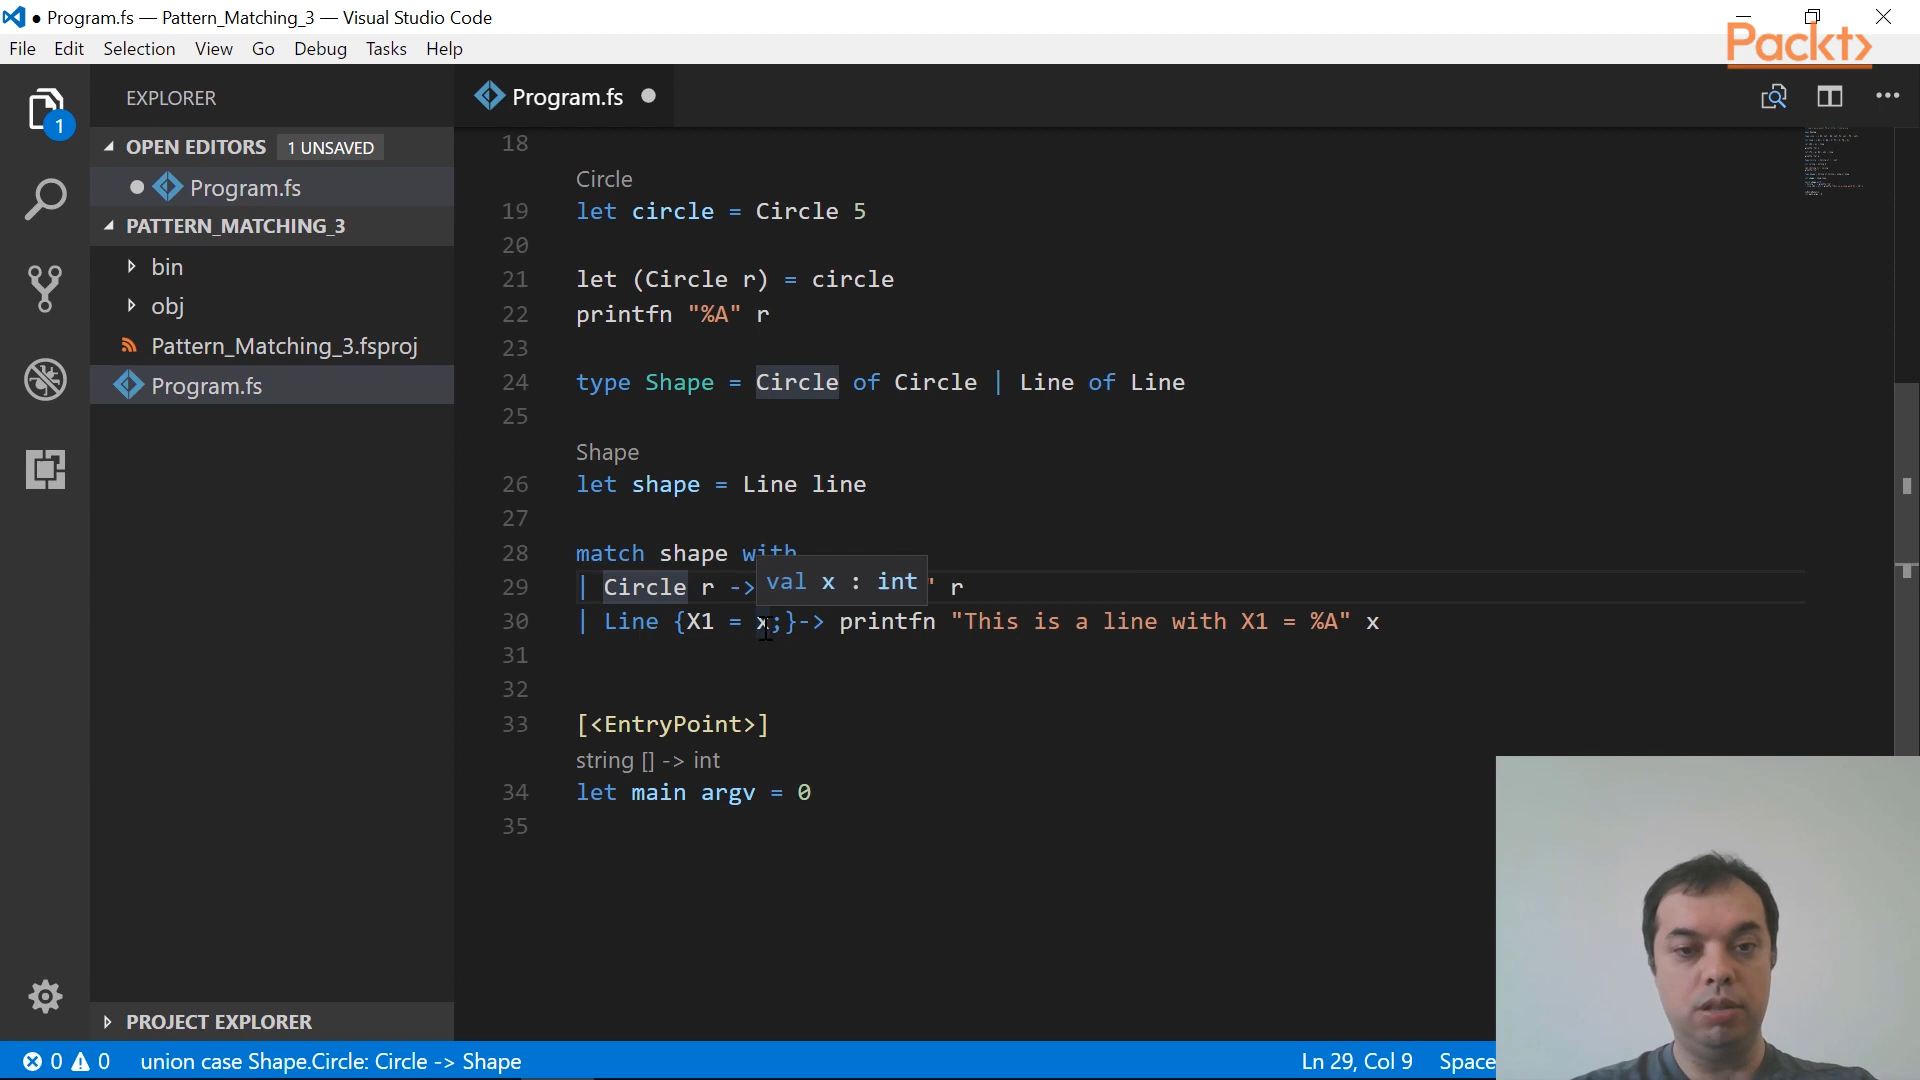 ● Program.fs — Pattern_Matching_3 — Visual Studio Code
Packt>
File Edit Selection View Go Debug Tasks Help
EXPLORER
Program.fs
OPEN EDITORS 1 UNSAVED
Program.fs
PATTERN_MATCHING_3
bin
obj
Pattern_Matching_3.fsproj
Program.fs
PROJECT EXPLORER
1
18
Circle
19 let circle = Circle 5
20
21 let (Circle r) = circle
22 printfn "%A" r
23
24 type Shape = Circle of Circle | Line of Line
25
Shape
26 let shape = Line line
27
28 match shape with
val x : int
29 | Circle r -> " r
30 | Line {X1 = x;}-> printfn "This is a line with X1 = %A" x
31
32
33 [<EntryPoint>]
string [] -> int
34 let main argv = 0
35
0 0 union case Shape.Circle: Circle -> Shape
Ln 29, Col 9 Space